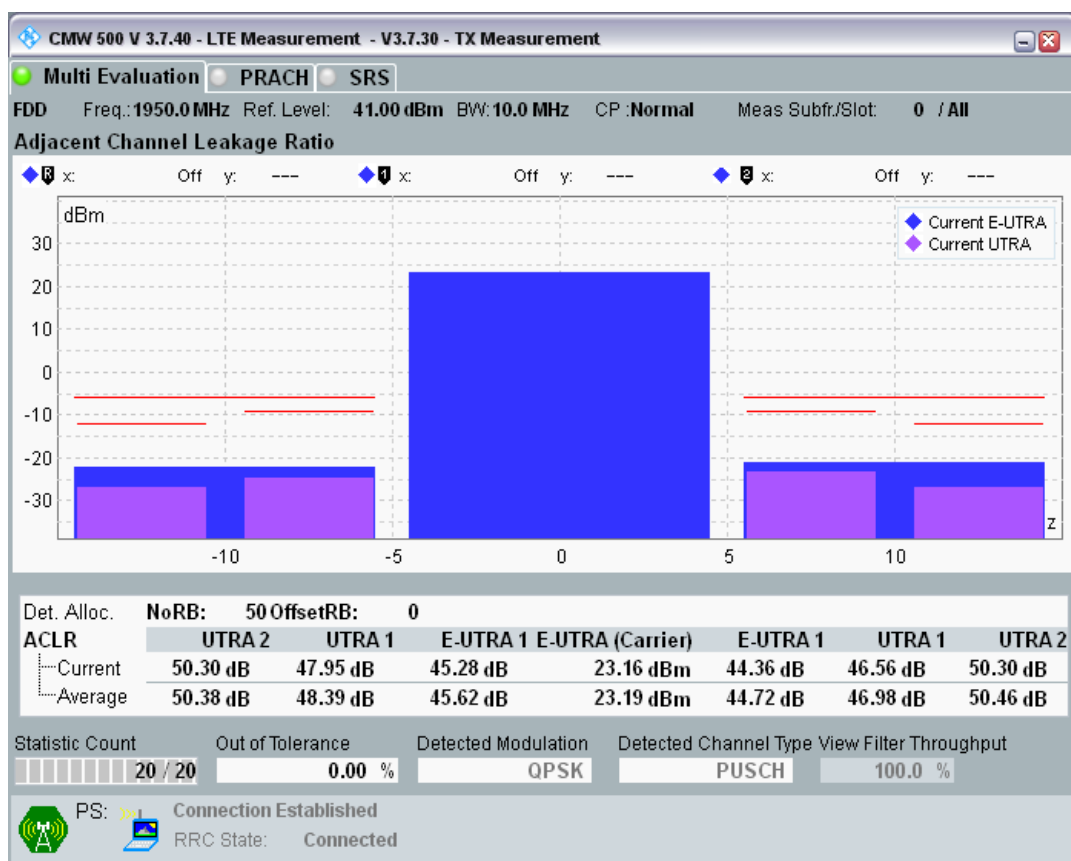 CMW 500 V 3.7.40 - LTE Measurement - V3.7.30 - TX Measurement
Multi Evaluation PRACH SRS
FDD Freq.: 1950.0 MHz Ref. Level: 41.00 dBm BW: 10.0 MHz CP :Normal Meas Subfr./Slot: 0 / All
Adjacent Channel Leakage Ratio
R x: Off y: --- 1 x: Off y: --- 2 x: Off y: ---
dBm
Current E-UTRA
Current UTRA
30
20
10
0
-10
-20
-30
z
-10 -5 0 5 10
Det. Alloc. NoRB: 50 OffsetRB: 0
ACLR UTRA 2 UTRA 1 E-UTRA 1 E-UTRA (Carrier) E-UTRA 1 UTRA 1 UTRA 2
Current 50.30 dB 47.95 dB 45.28 dB 23.16 dBm 44.36 dB 46.56 dB 50.30 dB
Average 50.38 dB 48.39 dB 45.62 dB 23.19 dBm 44.72 dB 46.98 dB 50.46 dB
Statistic Count Out of Tolerance Detected Modulation Detected Channel Type View Filter Throughput
20 / 20 0.00 % QPSK PUSCH 100.0 %
PS: Connection Established
RRC State: Connected